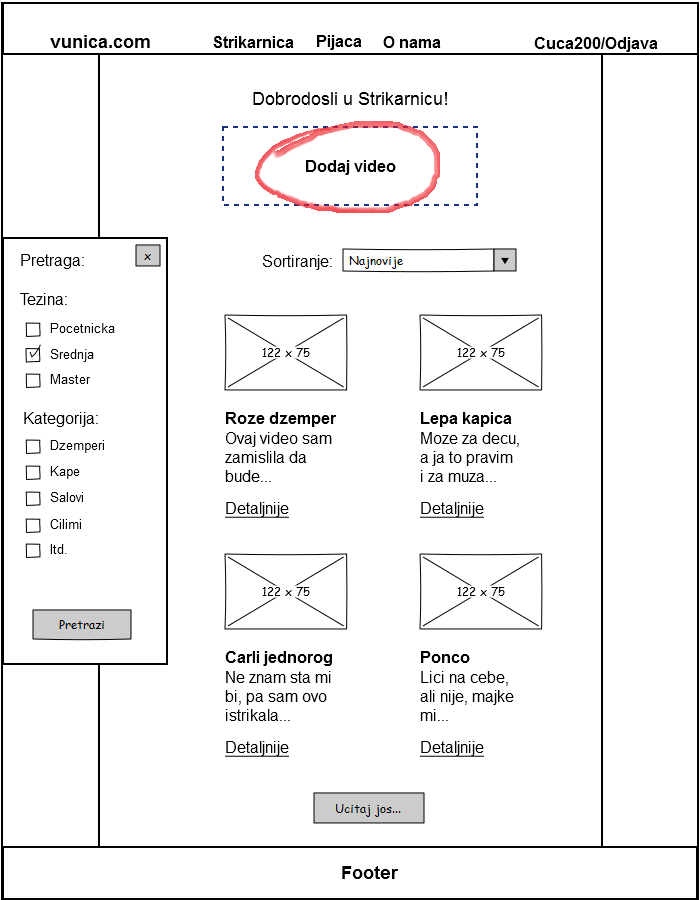 vunica.com Strikarnica Pijaca O nama Cuca200/Odjava
Dobrodosli u Strikarnicu!
Dodaj video
Pretraga:
x
Tezina:
Pocetnicka
Srednja
Master
Kategorija:
Dzemperi
Kape
Salovi
Cilimi
Itd.
Pretrazi
Sortiranje: Najnovije
122 x 75
Roze dzemper
Ovaj video sam
zamislila da
bude...
Detaljnije
122 x 75
Lepa kapica
Moze za decu,
a ja to pravim
i za muza...
Detaljnije
122 x 75
Carli jednorog
Ne znam sta mi
bi, pa sam ovo
istrikala...
Detaljnije
122 x 75
Ponco
Lici na cebe,
ali nije, majke
mi...
Detaljnije
Ucitaj jos...
Footer